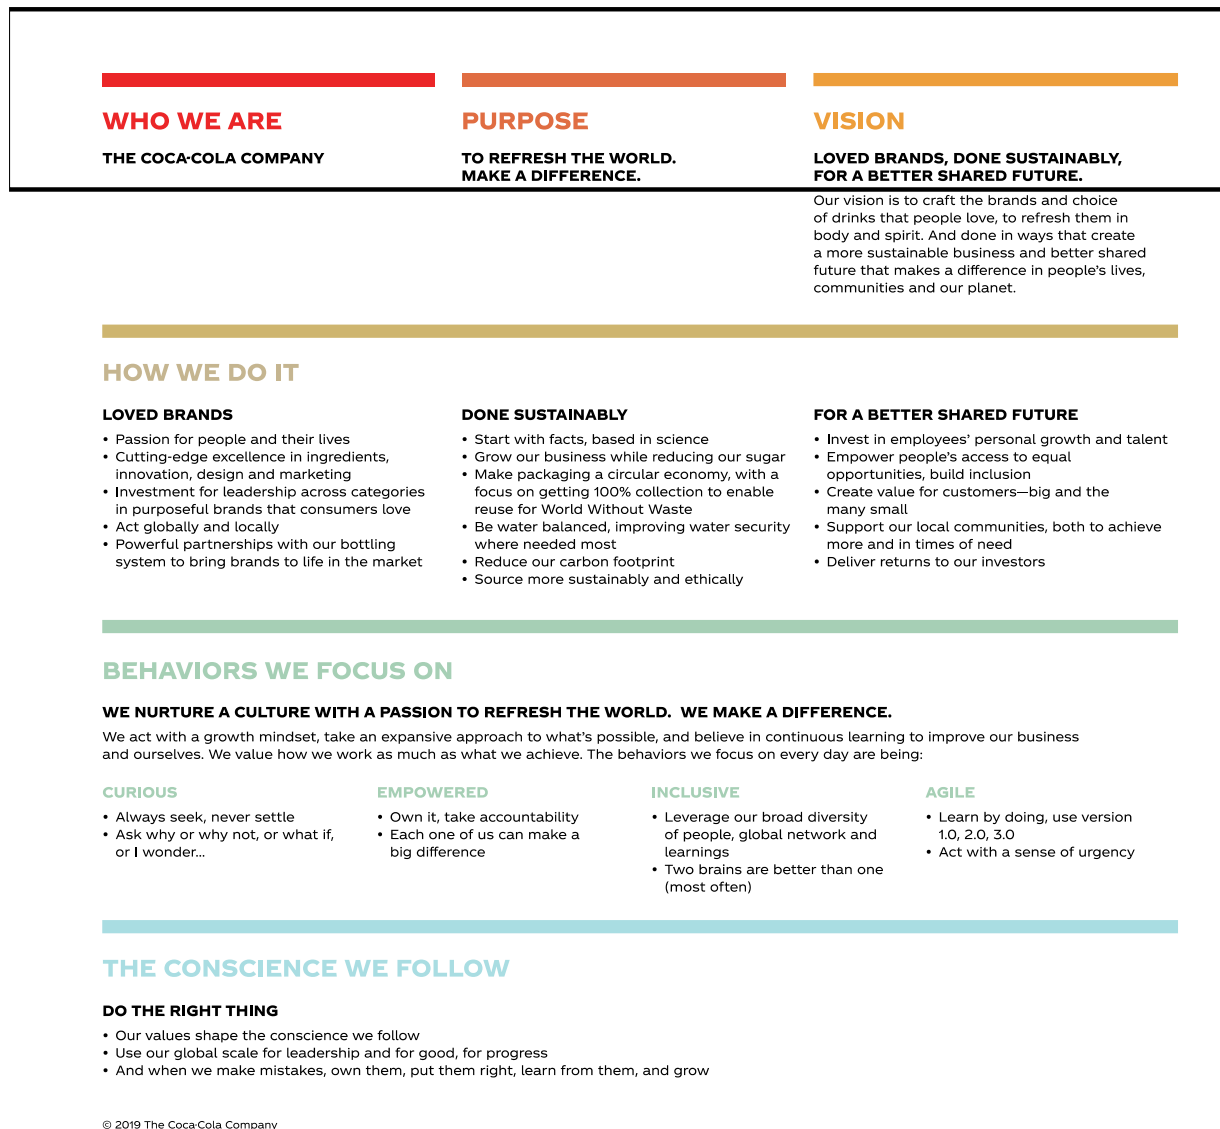 WHO WE ARE
THE COCA·COLA COMPANY
PURPOSE
TO REFRESH THE WORLD.
MAKE A DIFFERENCE.
VISION
LOVED BRANDS, DONE SUSTAINABLY,
FOR A BETTER SHARED FUTURE.
Our vision is to craft the brands and choice
of drinks that people love, to refresh them in
body and spirit. And done in ways that create
a more sustainable business and better shared
future that makes a difference in people's lives,
communities and our planet.
HOW WE DO IT
LOVED BRANDS
• Passion for people and their lives
• Cutting-edge excellence in ingredients,
innovation, design and marketing
• Investment for leadership across categories
in purposeful brands that consumers love
• Act globally and locally
• Powerful partnerships with our bottling
system to bring brands to life in the market
DONE SUSTAINABLY
• Start with facts, based in science
• Grow our business while reducing our sugar
• Make packaging a circular economy, with a
focus on getting 100% collection to enable
reuse for World Without Waste
• Be water balanced, improving water security
where needed most
• Reduce our carbon footprint
• Source more sustainably and ethically
FOR A BETTER SHARED FUTURE
• Invest in employees' personal growth and talent
• Empower people's access to equal
opportunities, build inclusion
• Create value for customers—big and the
many small
• Support our local communities, both to achieve
more and in times of need
• Deliver returns to our investors
BEHAVIORS WE FOCUS ON
WE NURTURE A CULTURE WITH A PASSION TO REFRESH THE WORLD. WE MAKE A DIFFERENCE.
We act with a growth mindset, take an expansive approach to what's possible, and believe in continuous learning to improve our business
and ourselves. We value how we work as much as what we achieve. The behaviors we focus on every day are being:
CURIOUS
• Always seek, never settle
• Ask why or why not, or what if,
or I wonder...
EMPOWERED
• Own it, take accountability
• Each one of us can make a
big difference
INCLUSIVE
• Leverage our broad diversity
of people, global network and
learnings
• Two brains are better than one
(most often)
AGILE
• Learn by doing, use version
1.0, 2.0, 3.0
• Act with a sense of urgency
THE CONSCIENCE WE FOLLOW
DO THE RIGHT THING
• Our values shape the conscience we follow
• Use our global scale for leadership and for good, for progress
• And when we make mistakes, own them, put them right, learn from them, and grow
© 2019 The Coca·Cola Company